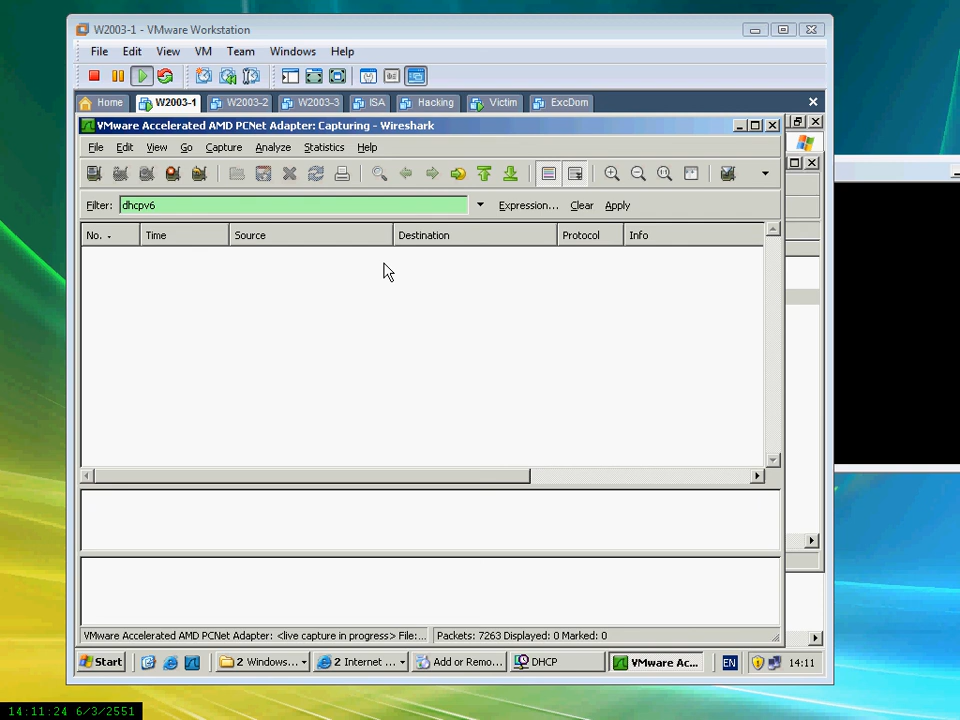 W2003-1 - VMware Workstation
File Edit View VM Team Windows Help
Home W2003-1 W2003-2 W2003-3 ISA Hacking Victim ExcDom
VMware Accelerated AMD PCNet Adapter: Capturing - Wireshark
File Edit View Go Capture Analyze Statistics Help
Filter: dhcpv6 Expression... Clear Apply
No. Time Source Destination Protocol Info
VMware Accelerated AMD PCNet Adapter: <live capture in progress> File:... Packets: 7263 Displayed: 0 Marked: 0
Start 2 Windows... 2 Internet ... Add or Remo... DHCP VMware Ac... EN 14:11
14:11:24 6/3/2551